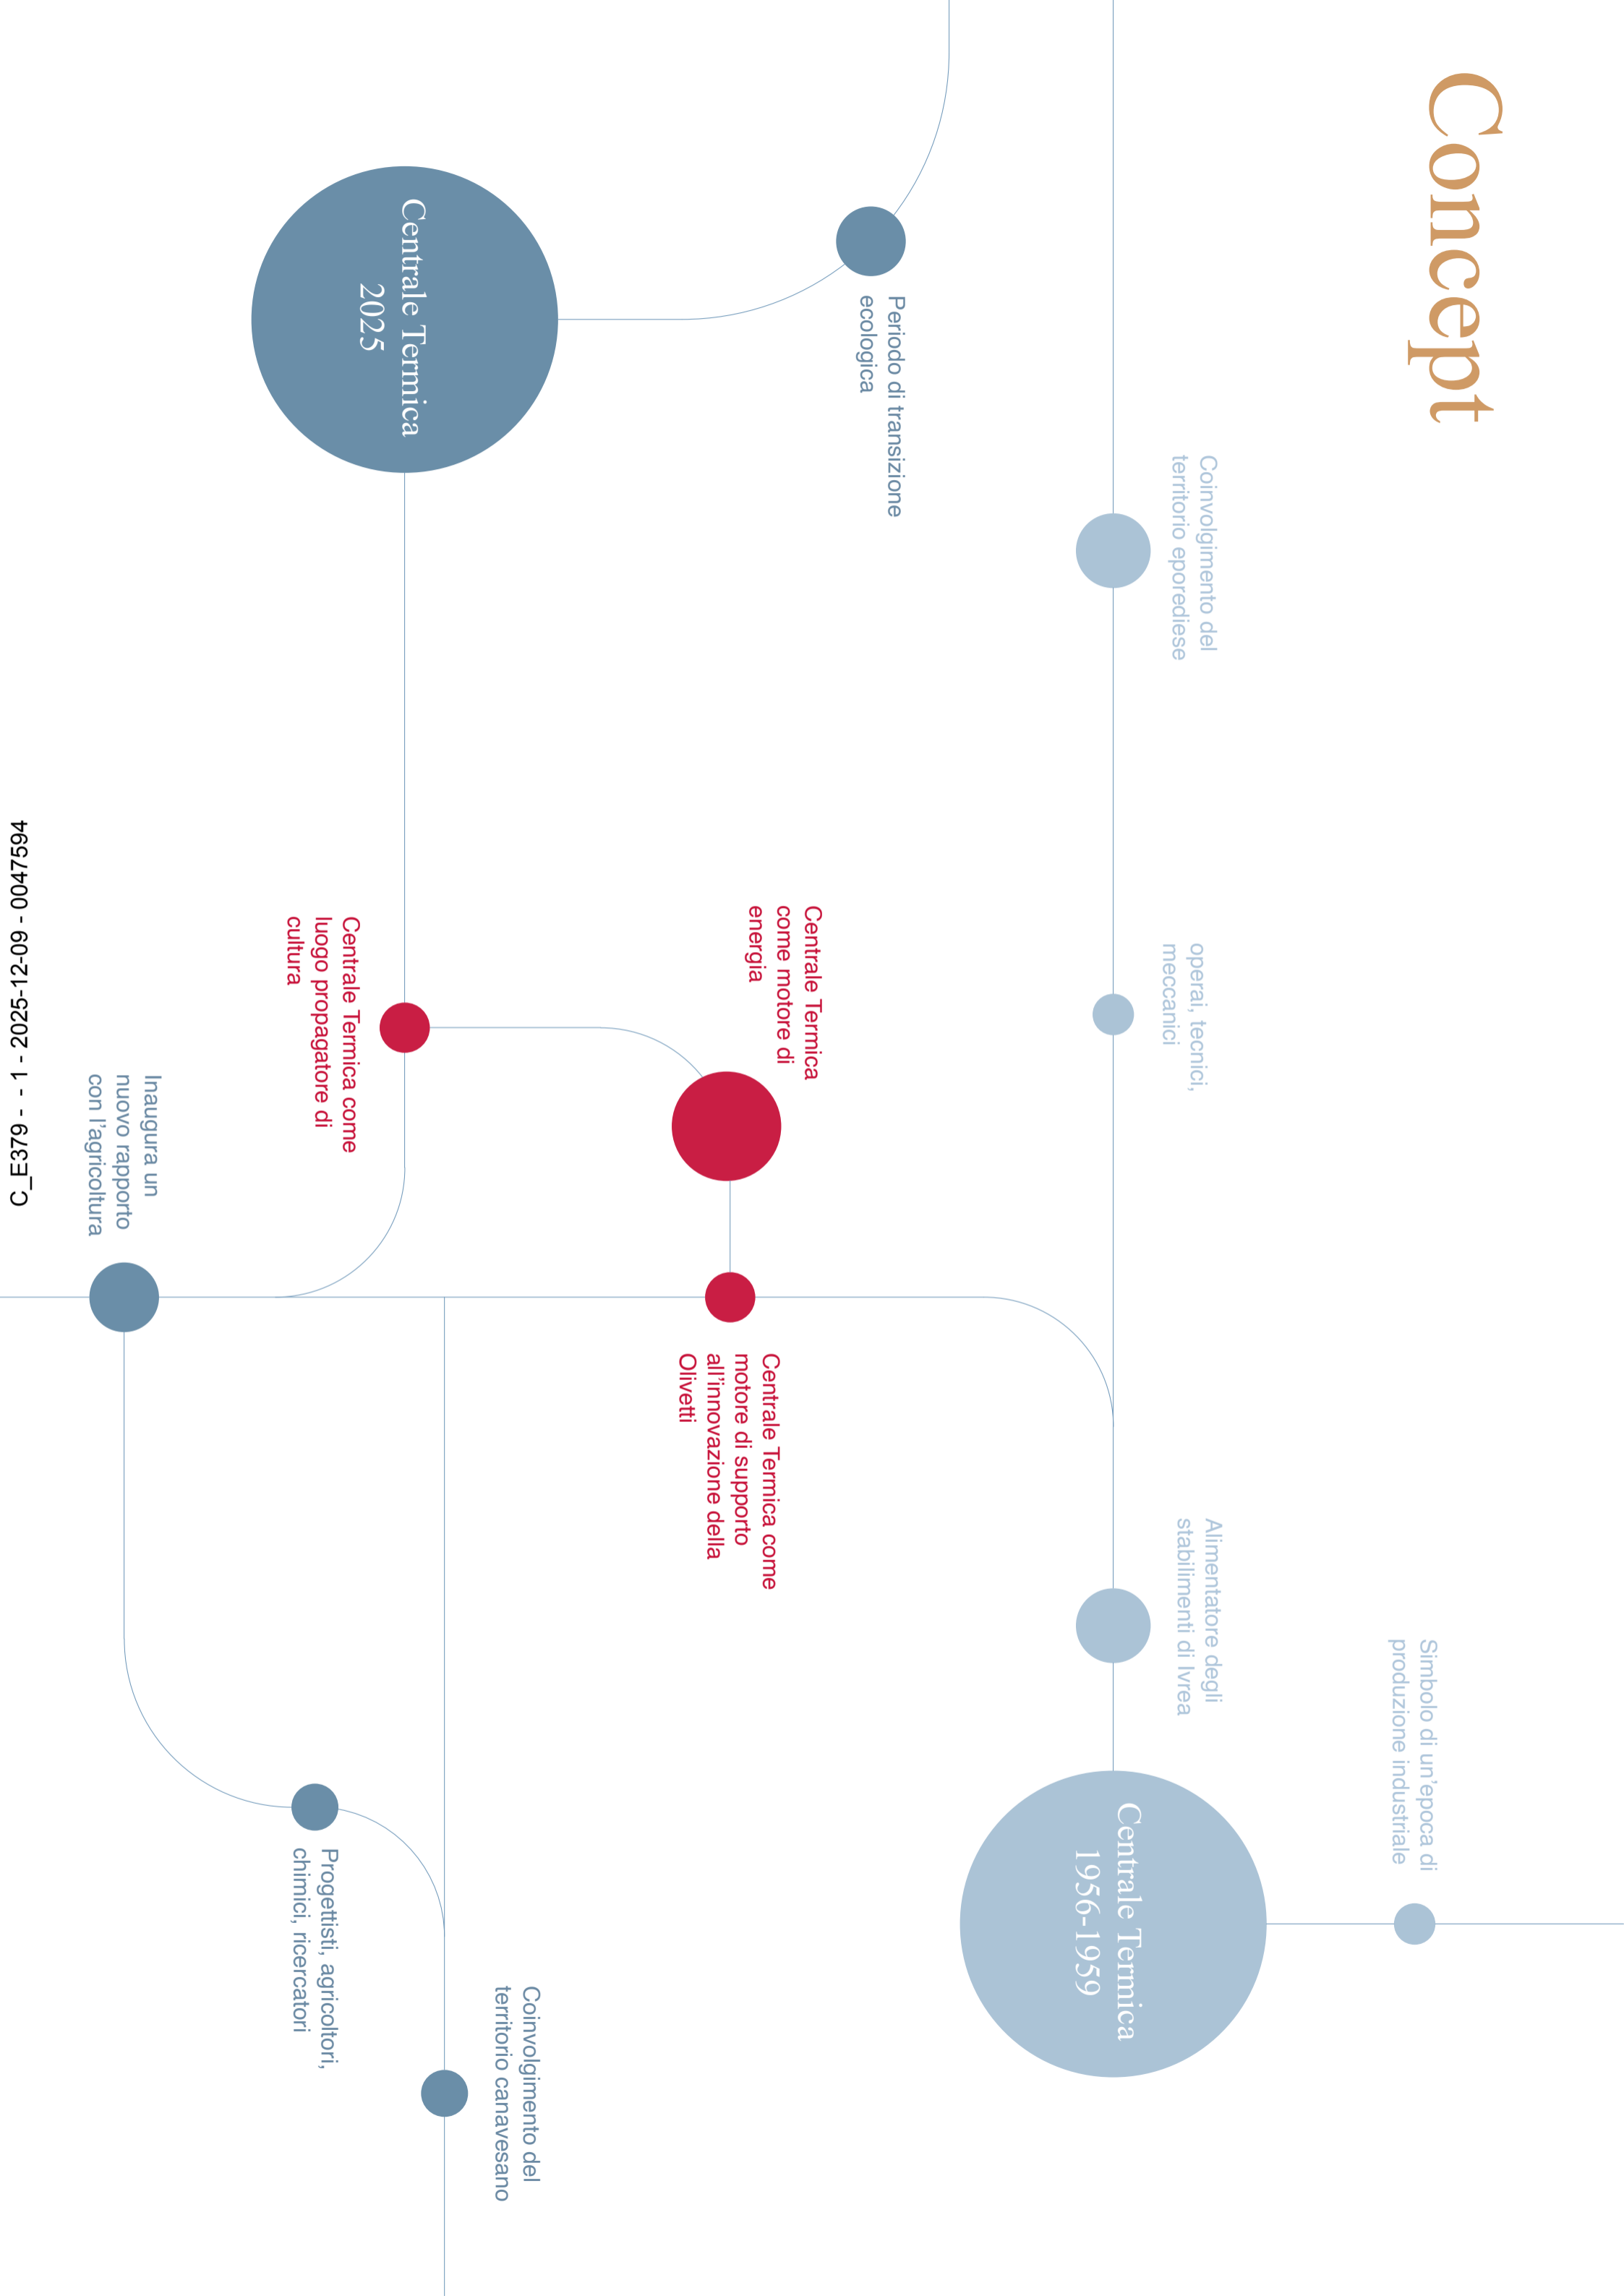 Concept
Simbolo di un’epoca di
produzione industriale
Coinvolgimento del
territorio eporediese
operai, tecnici,
meccanici
Alimentatore degli
stabilimenti di Ivrea
Centrale Termica
1956-1959
Periodo di transizione
ecologica
Centrale Termica
come motore di
energia
Centrale Termica come
motore di supporto
all’innovazione della
Olivetti
Centrale Termica
2025
Centrale Termica come
luogo propagatore di
cultura
Coinvolgimento del
territorio canavesano
Inaugura un
nuovo rapporto
con l’agricoltura
Progettisti, agricoltori,
chimici, ricercatori
C_E379 - - 1 - 2025-12-09 - 0047594